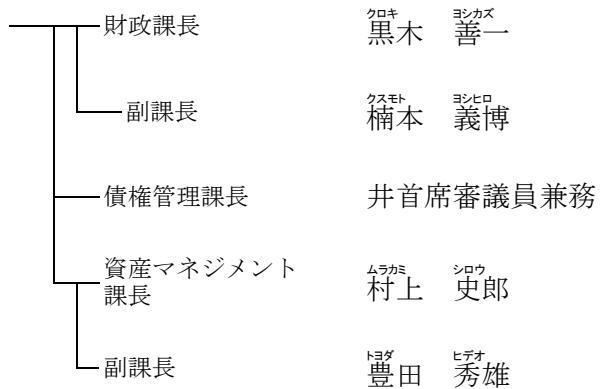 クロキ ヨシカズ
財政課長 黒木 善一
クスモト ヨシヒロ
副課長 楠本 義博
債権管理課長 井首席審議員兼務
ムラカミ シロウ
資産マネジメント
課長 村上 史郎
トヨダ ヒデオ
副課長 豊田 秀雄